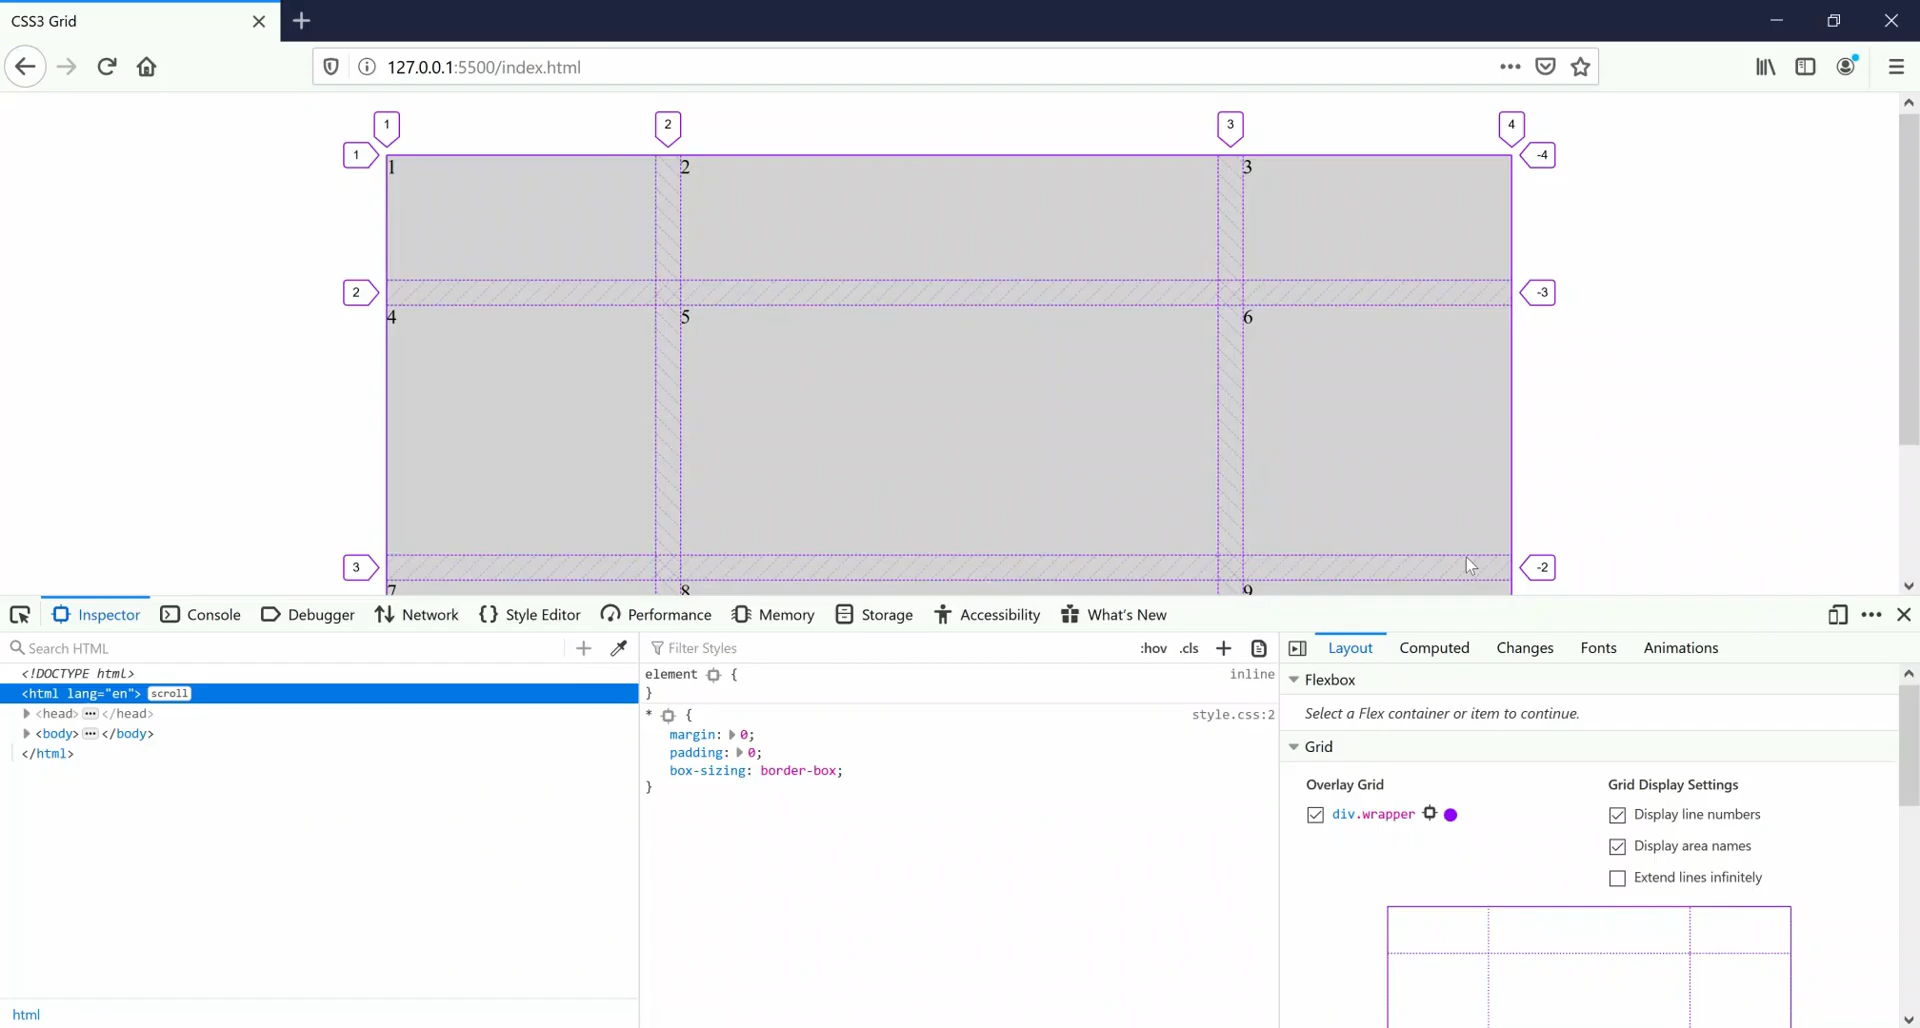 CSS3 Grid
127.0.0.1:5500/index.html
1 2 3 4
1 1 2 3 -4
2 -3
4 5 6
3 -2
7 8 9
Inspector Console Debugger Network {} Style Editor Performance Memory Storage Accessibility What's New
Search HTML
<!DOCTYPE html>
<html lang="en"> scroll
<head> ••• </head>
<body> ••• </body>
</html>
html
Filter Styles :hov .cls
element { inline
}
* { style.css:2
margin: 0;
padding: 0;
box-sizing: border-box;
}
Layout Computed Changes Fonts Animations
Flexbox
Select a Flex container or item to continue.
Grid
Overlay Grid
div.wrapper
Grid Display Settings
Display line numbers
Display area names
Extend lines infinitely